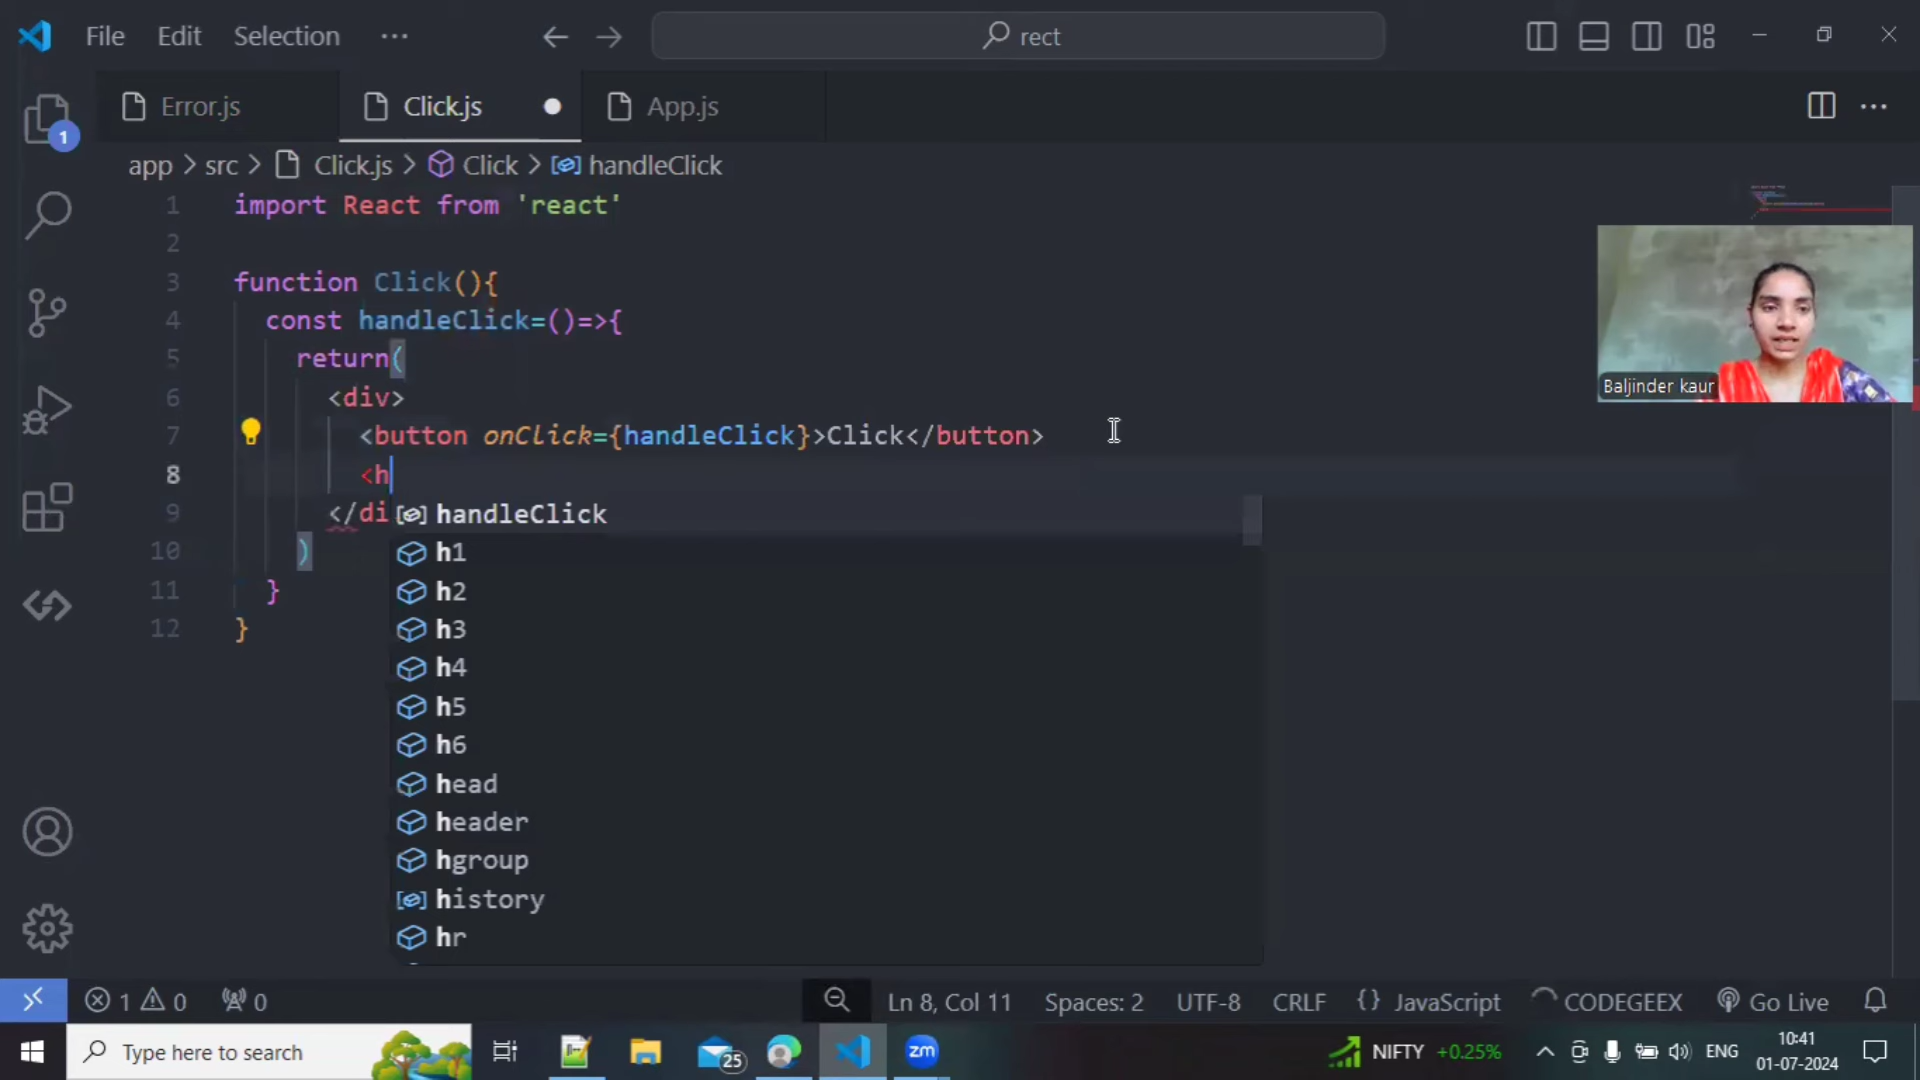 File Edit Selection ··· rect
Error.js Click.js App.js
1
app > src > Click.js > Click > handleClick
1 import React from 'react'
2
3 function Click(){
4 const handleClick=()=>{
5 return(
6 <div>
7 <button onClick={handleClick}>Click</button>
8 <h
9 </di
10 )
11 }
12 }
handleClick
h1
h2
h3
h4
h5
h6
head
header
hgroup
history
hr
Baljinder kaur
1 0 0 Ln 8, Col 11 Spaces: 2 UTF-8 CRLF {} JavaScript CODEGEEX Go Live
Type here to search 25 zm NIFTY +0.25% ENG 10:41
01-07-2024